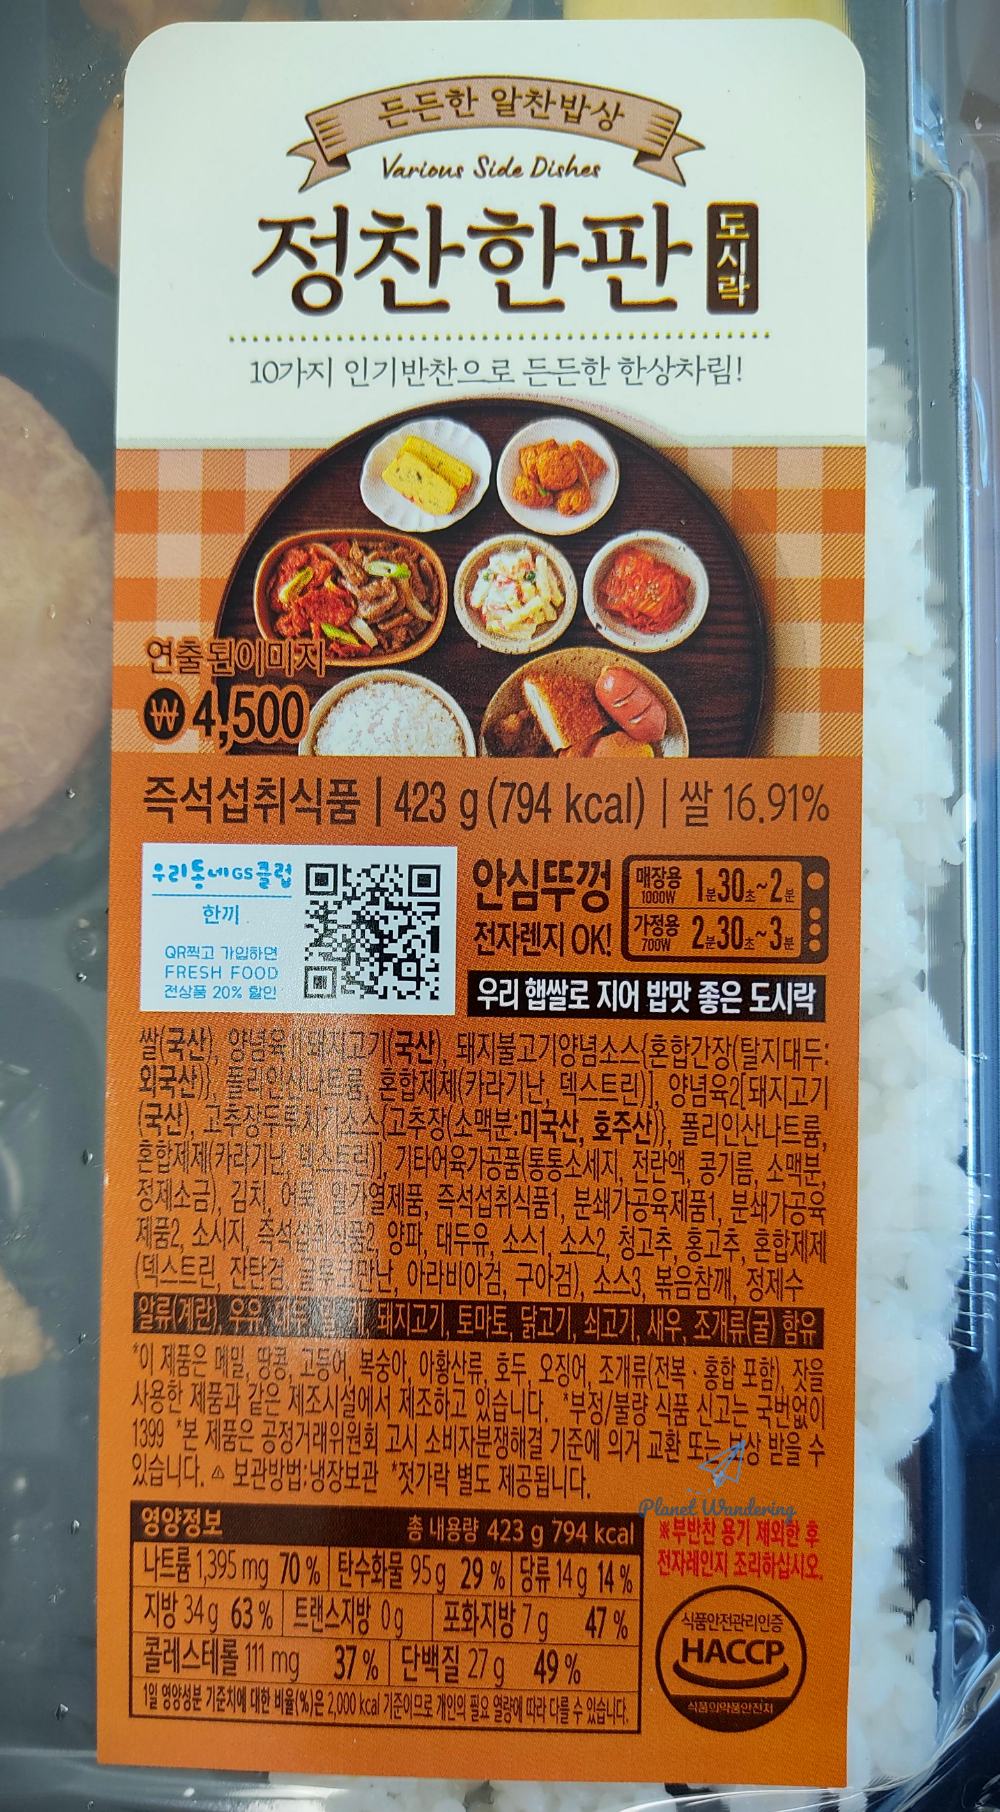 든든한 알찬밥상
Various Side Dishes
정찬한판 도시락
10가지 인기반찬으로 든든한 한상차림!
연출된이미지
₩4,500
즉석섭취식품 | 423 g (794 kcal) | 쌀 16.91%
우리동네GS클럽
한끼
QR찍고 가입하면
FRESH FOOD
전상품 20% 할인
안심뚜껑
전자렌지 OK!
매장용 1000W 1분30초~2분
가정용 700W 2분30초~3분
우리 햅쌀로 지어 밥맛 좋은 도시락
쌀(국산), 양념육1[돼지고기(국산), 돼지불고기양념소스{혼합간장(탈지대두:
외국산)}, 폴리인산나트륨, 혼합제제(카라기난, 덱스트린)], 양념육2[돼지고기
(국산), 고추장두루치기소스{고추장(소맥분:미국산, 호주산)}, 폴리인산나트륨,
혼합제제(카라기난, 덱스트린)], 기타어육가공품(통통소세지, 전란액, 콩기름, 소맥분,
정제소금), 김치, 어묵, 알가열제품, 즉석섭취식품1, 분쇄가공육제품1, 분쇄가공육
제품2, 소시지, 즉석섭취식품2, 양파, 대두유, 소스1, 소스2, 청고추, 홍고추, 혼합제제
(덱스트린, 잔탄검, 글루코만난, 아라비아검, 구아검), 소스3, 볶음참깨, 정제수
알류(계란), 우유, 대두, 밀, 게, 돼지고기, 토마토, 닭고기, 쇠고기, 새우, 조개류(굴) 함유
*이 제품은 메밀, 땅콩, 고등어, 복숭아, 아황산류, 호두, 오징어, 조개류(전복·홍합 포함), 잣을
사용한 제품과 같은 제조시설에서 제조하고 있습니다. *부정/불량 식품 신고는 국번없이
1399 *본 제품은 공정거래위원회 고시 소비자분쟁해결 기준에 의거 교환 또는 보상 받을 수
있습니다. ⚠ 보관방법:냉장보관 *젓가락 별도 제공됩니다.
Planet Wandering
영양정보 총 내용량 423 g 794 kcal
나트륨 1,395 mg 70 % | 탄수화물 95 g 29 % | 당류 14 g 14 %
지방 34 g 63 % | 트랜스지방 0 g | 포화지방 7 g 47 %
콜레스테롤 111 mg 37 % | 단백질 27 g 49 %
1일 영양성분 기준치에 대한 비율(%)은 2,000 kcal 기준이므로 개인의 필요 열량에 따라 다를 수 있습니다.
※부반찬 용기 제외한 후
전자레인지 조리하십시오.
식품안전관리인증
HACCP
식품의약품안전처